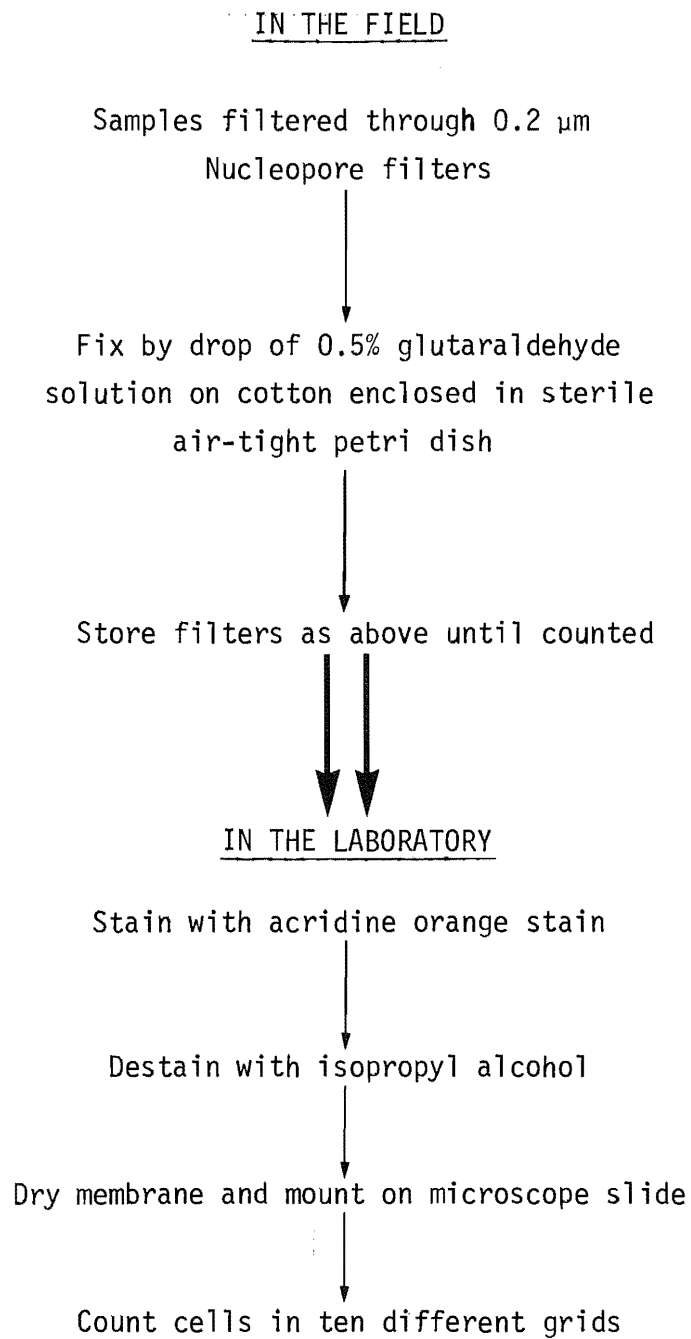 IN THE FIELD
Samples filtered through 0.2 µm
Nucleopore filters
Fix by drop of 0.5% glutaraldehyde
solution on cotton enclosed in sterile
air-tight petri dish
Store filters as above until counted
IN THE LABORATORY
Stain with acridine orange stain
Destain with isopropyl alcohol
Dry membrane and mount on microscope slide
Count cells in ten different grids